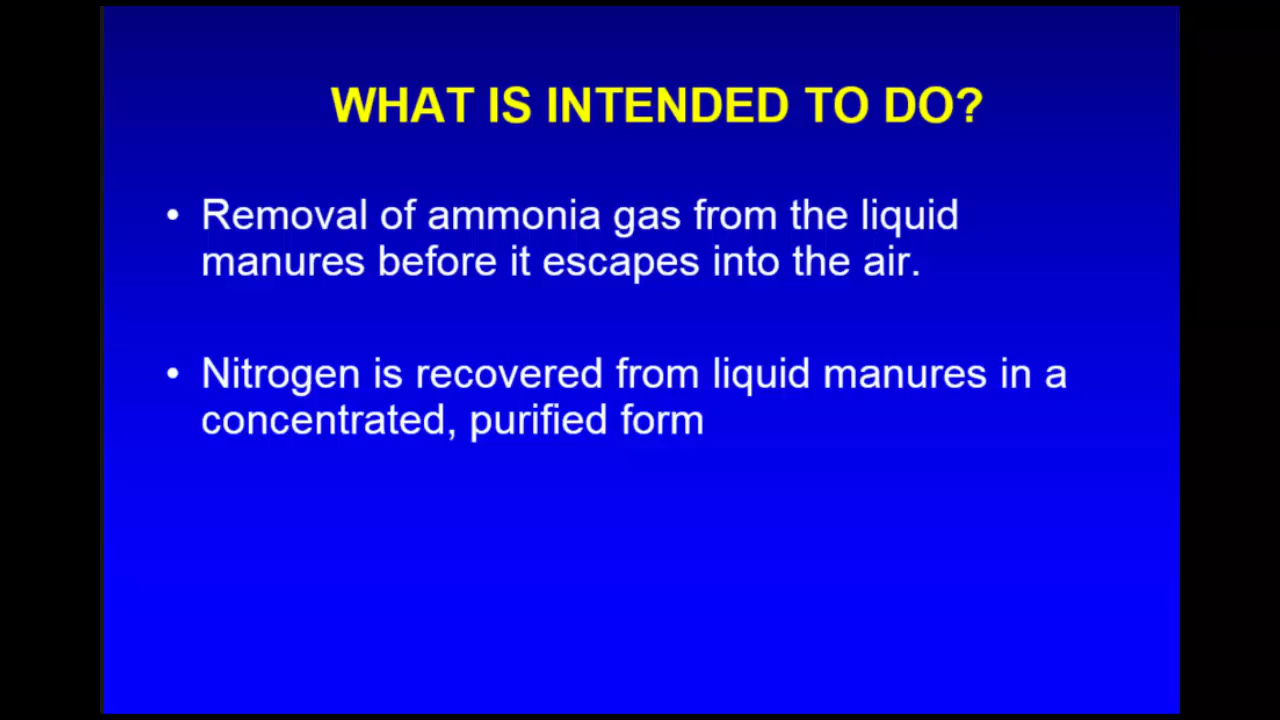 WHAT IS INTENDED TO DO?
• Removal of ammonia gas from the liquid
manures before it escapes into the air.
• Nitrogen is recovered from liquid manures in a
concentrated, purified form